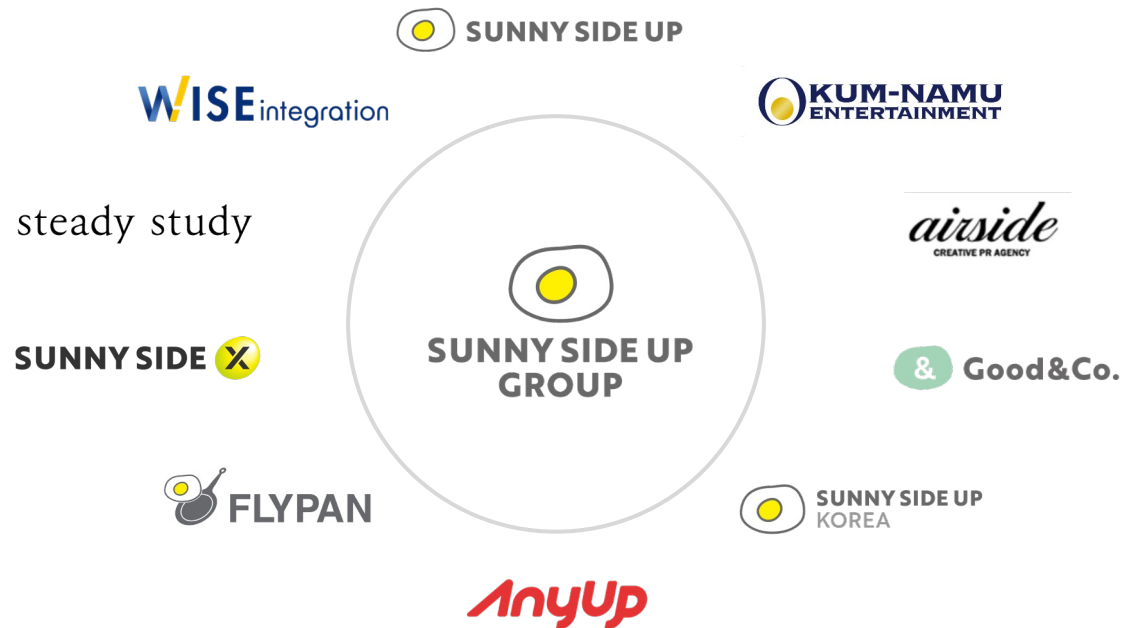 SUNNY SIDE UP
WISE integration
KUM-NAMU
ENTERTAINMENT
steady study
airside
CREATIVE PR AGENCY
SUNNY SIDE UP
GROUP
SUNNY SIDE X
& Good&Co.
FLYPAN
SUNNY SIDE UP
KOREA
AnyUp